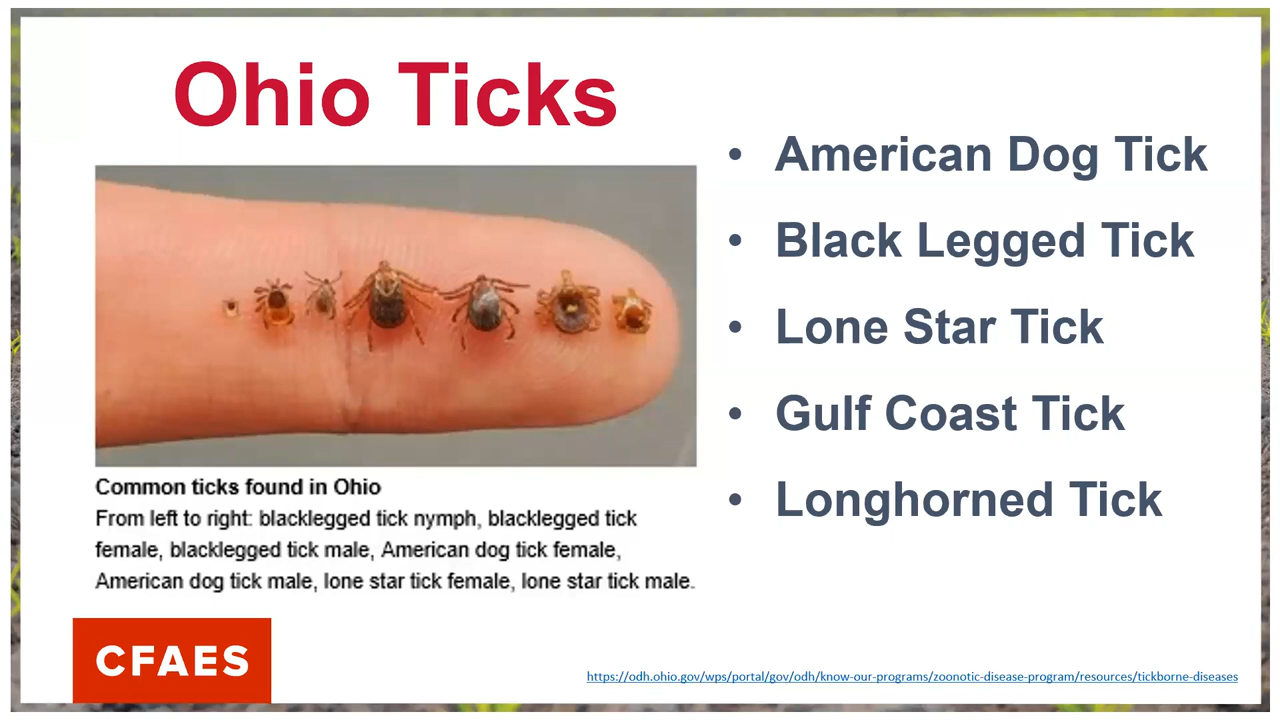 Ohio Ticks
Common ticks found in Ohio
From left to right: blacklegged tick nymph, blacklegged tick
female, blacklegged tick male, American dog tick female,
American dog tick male, lone star tick female, lone star tick male.
• American Dog Tick
• Black Legged Tick
• Lone Star Tick
• Gulf Coast Tick
• Longhorned Tick
CFAES
https://odh.ohio.gov/wps/portal/gov/odh/know-our-programs/zoonotic-disease-program/resources/tickborne-diseases